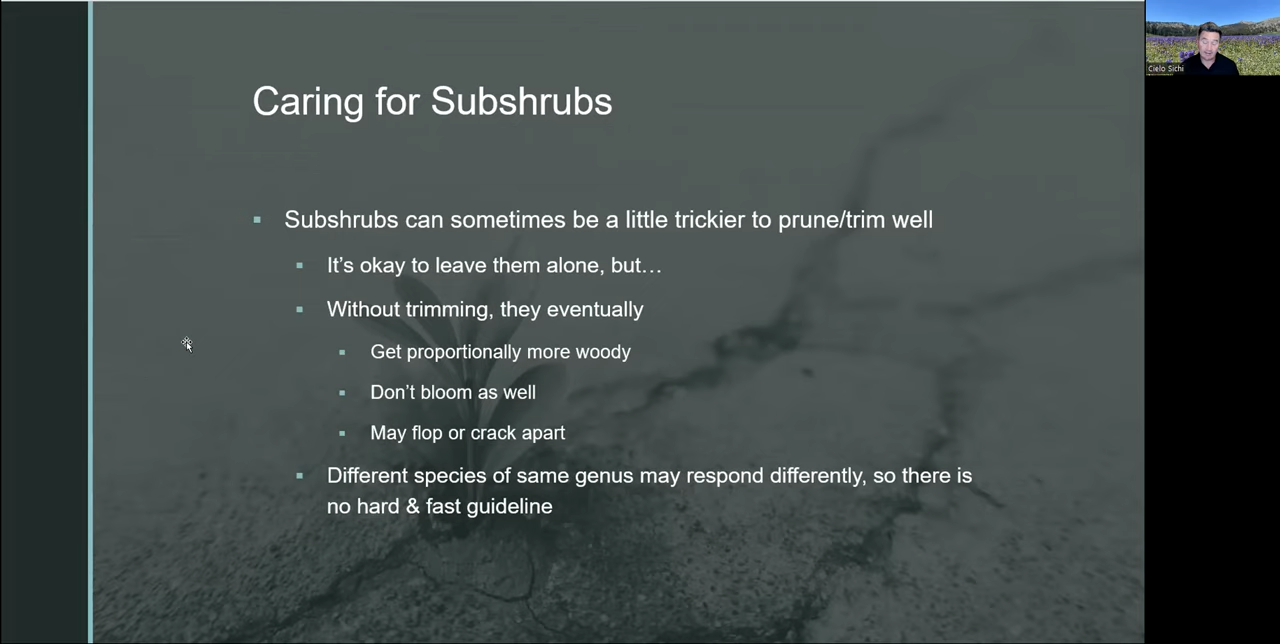 Caring for Subshrubs
Subshrubs can sometimes be a little trickier to prune/trim well
It's okay to leave them alone, but…
Without trimming, they eventually
Get proportionally more woody
Don't bloom as well
May flop or crack apart
Different species of same genus may respond differently, so there is
no hard & fast guideline
Cielo Sichi